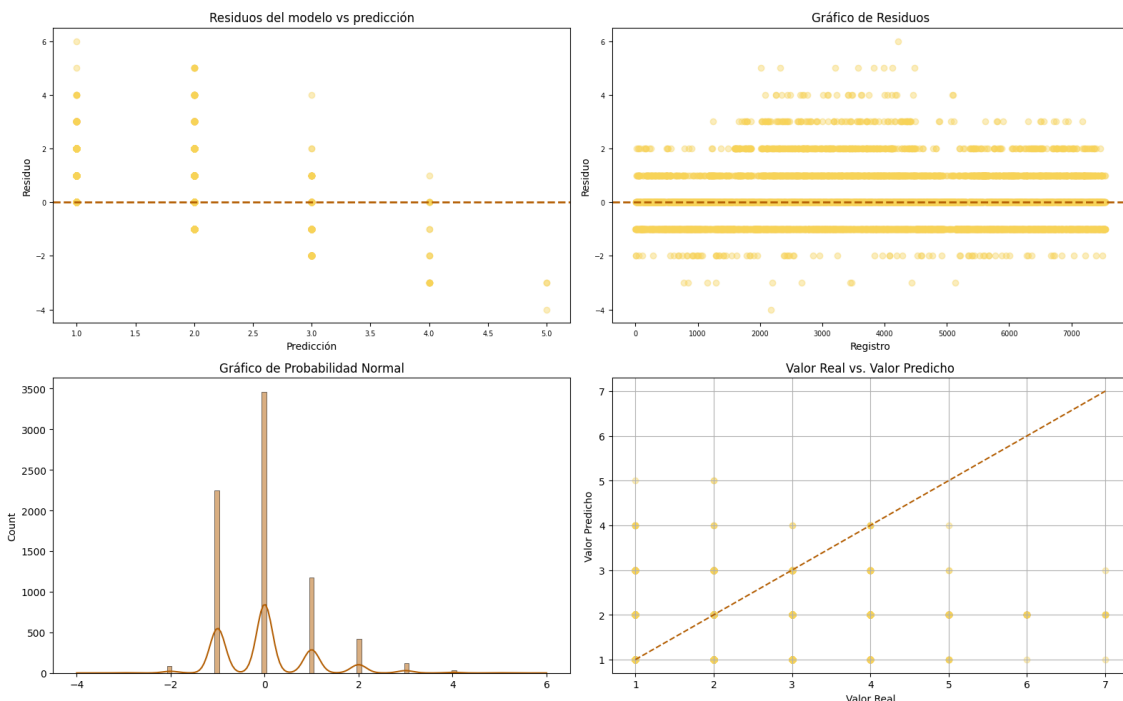 Residuos del modelo vs predicción
6
4
2
0
−2
−4
Residuo
1.0 1.5 2.0 2.5 3.0 3.5 4.0 4.5 5.0
Predicción
Gráfico de Residuos
6
4
2
0
−2
−4
Residuo
0 1000 2000 3000 4000 5000 6000 7000
Registro
Gráfico de Probabilidad Normal
3500
3000
2500
2000
1500
1000
500
0
Count
−4 −2 0 2 4 6
Valor Real vs. Valor Predicho
7
6
5
4
3
2
1
Valor Predicho
1 2 3 4 5 6 7
Valor Real